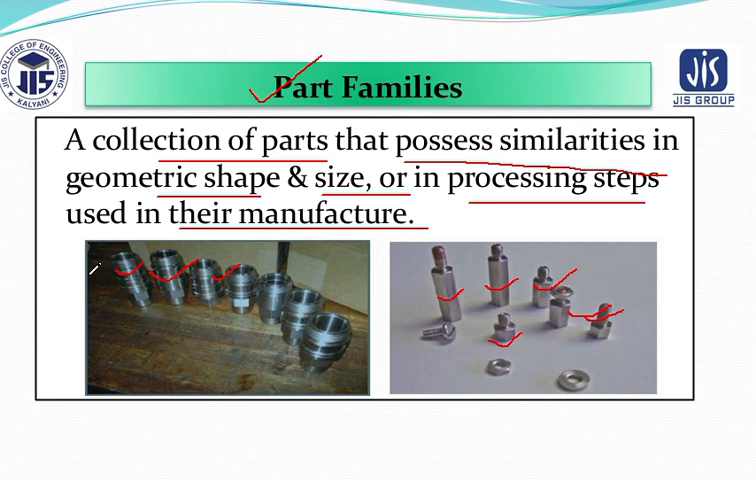 JIS COLLEGE OF ENGINEERING
JIS
KALYANI
Part Families
JIS
JIS GROUP
A collection of parts that possess similarities in
geometric shape & size, or in processing steps
used in their manufacture.